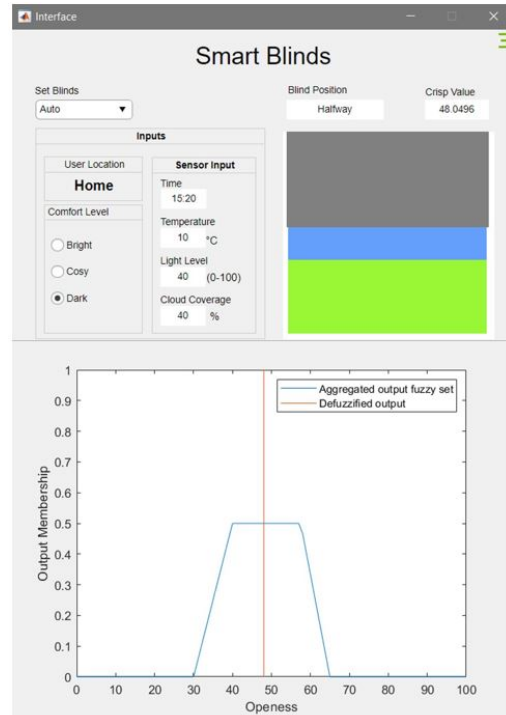 Interface
Smart Blinds
Set Blinds
Auto
Blind Position
Halfway
Crisp Value
48.0496
Inputs
User Location
Home
Comfort Level
Bright
Cosy
Dark
Sensor Input
Time
15:20
Temperature
10 °C
Light Level
40 (0-100)
Cloud Coverage
40 %
Aggregated output fuzzy set
Defuzzified output
Output Membership
1
0.9
0.8
0.7
0.6
0.5
0.4
0.3
0.2
0.1
0
0 10 20 30 40 50 60 70 80 90 100
Openess